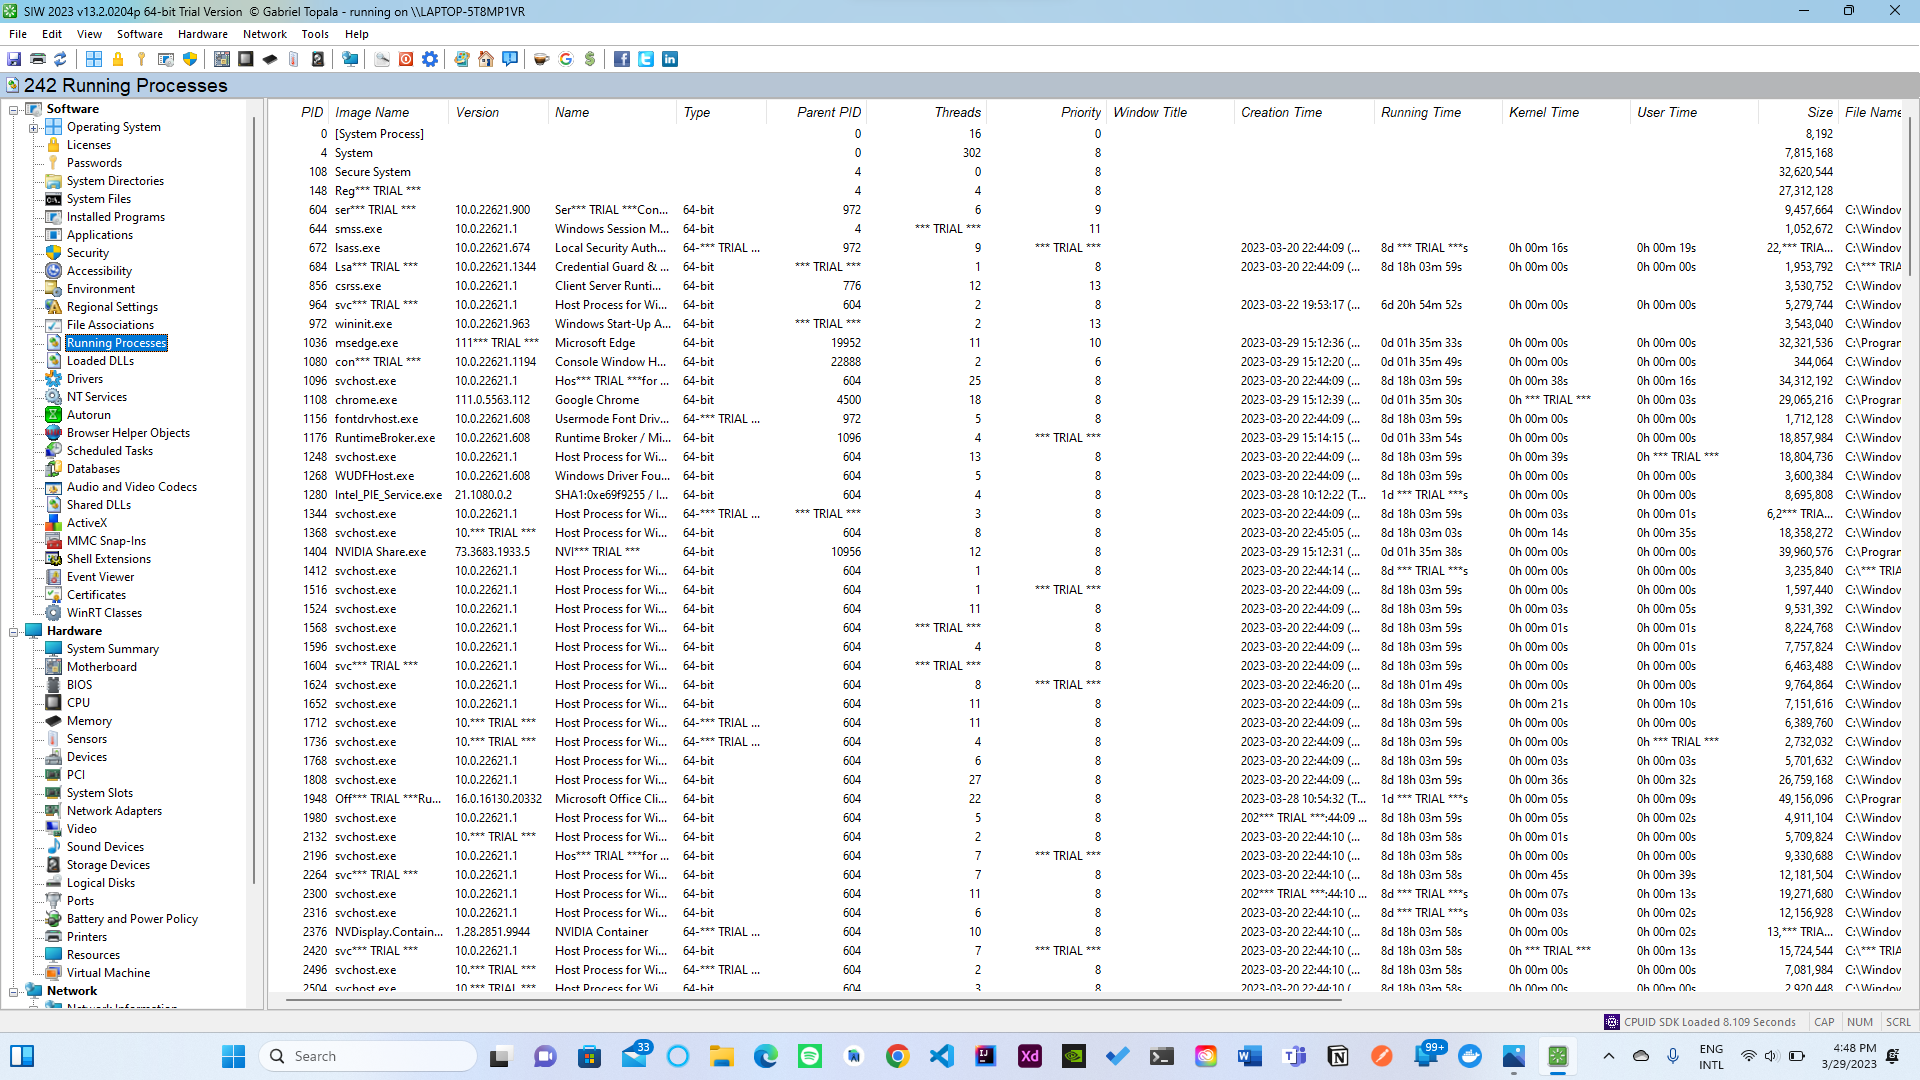 SIW 2023 v13.2.0204p 64-bit Trial Version © Gabriel Topala - running on \\LAPTOP-5T8MP1VR
File Edit View Software Hardware Network Tools Help
242 Running Processes
Software
Operating System
Licenses
Passwords
System Directories
System Files
Installed Programs
Applications
Security
Accessibility
Environment
Regional Settings
File Associations
Running Processes
Loaded DLLs
Drivers
NT Services
Autorun
Browser Helper Objects
Scheduled Tasks
Databases
Audio and Video Codecs
Shared DLLs
ActiveX
MMC Snap-Ins
Shell Extensions
Event Viewer
Certificates
WinRT Classes
Hardware
System Summary
Motherboard
BIOS
CPU
Memory
Sensors
Devices
PCI
System Slots
Network Adapters
Video
Sound Devices
Storage Devices
Logical Disks
Ports
Battery and Power Policy
Printers
Resources
Virtual Machine
Network
Network Information
PID Image Name Version Name Type Parent PID Threads Priority Window Title Creation Time Running Time Kernel Time User Time Size File Name
0 [System Process] 0 16 0 8,192
4 System 0 302 8 7,815,168
108 Secure System 4 0 8 32,620,544
148 Reg*** TRIAL *** 4 4 8 27,312,128
604 ser*** TRIAL *** 10.0.22621.900 Ser*** TRIAL ***Con... 64-bit 972 6 9 9,457,664 C:\Window
644 smss.exe 10.0.22621.1 Windows Session M... 64-bit 4 *** TRIAL *** 11 1,052,672 C:\Window
672 lsass.exe 10.0.22621.674 Local Security Auth... 64-*** TRIAL ... 972 9 *** TRIAL *** 2023-03-20 22:44:09 (... 8d *** TRIAL ***s 0h 00m 16s 0h 00m 19s 22,*** TRIA... C:\Window
684 Lsa*** TRIAL *** 10.0.22621.1344 Credential Guard & ... 64-bit *** TRIAL *** 1 8 2023-03-20 22:44:09 (... 8d 18h 03m 59s 0h 00m 00s 0h 00m 00s 1,953,792 C:\*** TRIA
856 csrss.exe 10.0.22621.1 Client Server Runti... 64-bit 776 12 13 3,530,752 C:\Window
964 svc*** TRIAL *** 10.0.22621.1 Host Process for Wi... 64-bit 604 2 8 2023-03-22 19:53:17 (... 6d 20h 54m 52s 0h 00m 00s 0h 00m 00s 5,279,744 C:\Window
972 wininit.exe 10.0.22621.963 Windows Start-Up A... 64-bit *** TRIAL *** 2 13 3,543,040 C:\Window
1036 msedge.exe 111*** TRIAL *** Microsoft Edge 64-bit 19952 11 10 2023-03-29 15:12:36 (... 0d 01h 35m 33s 0h 00m 00s 0h 00m 00s 32,321,536 C:\Program
1080 con*** TRIAL *** 10.0.22621.1194 Console Window H... 64-bit 22888 2 6 2023-03-29 15:12:20 (... 0d 01h 35m 49s 0h 00m 00s 0h 00m 00s 344,064 C:\Window
1096 svchost.exe 10.0.22621.1 Hos*** TRIAL ***for ... 64-bit 604 25 8 2023-03-20 22:44:09 (... 8d 18h 03m 59s 0h 00m 38s 0h 00m 16s 34,312,192 C:\Window
1108 chrome.exe 111.0.5563.112 Google Chrome 64-bit 4500 18 8 2023-03-29 15:12:39 (... 0d 01h 35m 30s 0h *** TRIAL *** 0h 00m 03s 29,065,216 C:\Program
1156 fontdrvhost.exe 10.0.22621.608 Usermode Font Driv... 64-*** TRIAL ... 972 5 8 2023-03-20 22:44:09 (... 8d 18h 03m 59s 0h 00m 00s 0h 00m 00s 1,712,128 C:\Window
1176 RuntimeBroker.exe 10.0.22621.608 Runtime Broker / Mi... 64-bit 1096 4 *** TRIAL *** 2023-03-29 15:14:15 (... 0d 01h 33m 54s 0h 00m 00s 0h 00m 00s 18,857,984 C:\Window
1248 svchost.exe 10.0.22621.1 Host Process for Wi... 64-bit 604 13 8 2023-03-20 22:44:09 (... 8d 18h 03m 59s 0h 00m 39s 0h *** TRIAL *** 18,804,736 C:\Window
1268 WUDFHost.exe 10.0.22621.608 Windows Driver Fou... 64-bit 604 5 8 2023-03-20 22:44:09 (... 8d 18h 03m 59s 0h 00m 00s 0h 00m 00s 3,600,384 C:\Window
1280 Intel_PIE_Service.exe 21.1080.0.2 SHA1:0xe69f9255 / I... 64-bit 604 4 8 2023-03-28 10:12:22 (T... 1d *** TRIAL ***s 0h 00m 00s 0h 00m 00s 8,695,808 C:\Window
1344 svchost.exe 10.0.22621.1 Host Process for Wi... 64-*** TRIAL ... *** TRIAL *** 3 8 2023-03-20 22:44:09 (... 8d 18h 03m 59s 0h 00m 03s 0h 00m 01s 6,2*** TRIA... C:\Window
1368 svchost.exe 10.*** TRIAL *** Host Process for Wi... 64-bit 604 8 8 2023-03-20 22:45:05 (... 8d 18h 03m 03s 0h 00m 14s 0h 00m 35s 18,358,272 C:\Window
1404 NVIDIA Share.exe 73.3683.1933.5 NVI*** TRIAL *** 64-bit 10956 12 8 2023-03-29 15:12:31 (... 0d 01h 35m 38s 0h 00m 00s 0h 00m 00s 39,960,576 C:\Program
1412 svchost.exe 10.0.22621.1 Host Process for Wi... 64-bit 604 1 8 2023-03-20 22:44:14 (... 8d *** TRIAL ***s 0h 00m 00s 0h 00m 00s 3,235,840 C:\*** TRIA
1516 svchost.exe 10.0.22621.1 Host Process for Wi... 64-bit 604 1 *** TRIAL *** 2023-03-20 22:44:09 (... 8d 18h 03m 59s 0h 00m 00s 0h 00m 00s 1,597,440 C:\Window
1524 svchost.exe 10.0.22621.1 Host Process for Wi... 64-bit 604 11 8 2023-03-20 22:44:09 (... 8d 18h 03m 59s 0h 00m 03s 0h 00m 05s 9,531,392 C:\Window
1568 svchost.exe 10.0.22621.1 Host Process for Wi... 64-bit 604 *** TRIAL *** 8 2023-03-20 22:44:09 (... 8d 18h 03m 59s 0h 00m 01s 0h 00m 01s 8,224,768 C:\Window
1596 svchost.exe 10.0.22621.1 Host Process for Wi... 64-bit 604 4 8 2023-03-20 22:44:09 (... 8d 18h 03m 59s 0h 00m 00s 0h 00m 01s 7,757,824 C:\Window
1604 svc*** TRIAL *** 10.0.22621.1 Host Process for Wi... 64-bit 604 *** TRIAL *** 8 2023-03-20 22:44:09 (... 8d 18h 03m 59s 0h 00m 00s 0h 00m 00s 6,463,488 C:\Window
1624 svchost.exe 10.0.22621.1 Host Process for Wi... 64-bit 604 8 *** TRIAL *** 2023-03-20 22:46:20 (... 8d 18h 01m 49s 0h 00m 00s 0h 00m 00s 9,764,864 C:\Window
1652 svchost.exe 10.0.22621.1 Host Process for Wi... 64-bit 604 11 8 2023-03-20 22:44:09 (... 8d 18h 03m 59s 0h 00m 21s 0h 00m 10s 7,151,616 C:\Window
1712 svchost.exe 10.*** TRIAL *** Host Process for Wi... 64-*** TRIAL ... 604 11 8 2023-03-20 22:44:09 (... 8d 18h 03m 59s 0h 00m 00s 0h 00m 00s 6,389,760 C:\Window
1736 svchost.exe 10.*** TRIAL *** Host Process for Wi... 64-*** TRIAL ... 604 4 8 2023-03-20 22:44:09 (... 8d 18h 03m 59s 0h 00m 00s 0h *** TRIAL *** 2,732,032 C:\Window
1768 svchost.exe 10.0.22621.1 Host Process for Wi... 64-bit 604 6 8 2023-03-20 22:44:09 (... 8d 18h 03m 59s 0h 00m 03s 0h 00m 03s 5,701,632 C:\Window
1808 svchost.exe 10.0.22621.1 Host Process for Wi... 64-bit 604 27 8 2023-03-20 22:44:09 (... 8d 18h 03m 59s 0h 00m 36s 0h 00m 32s 26,759,168 C:\Window
1948 Off*** TRIAL ***Ru... 16.0.16130.20332 Microsoft Office Cli... 64-bit 604 22 8 2023-03-28 10:54:32 (T... 1d *** TRIAL ***s 0h 00m 05s 0h 00m 09s 49,156,096 C:\Program
1980 svchost.exe 10.0.22621.1 Host Process for Wi... 64-bit 604 5 8 202*** TRIAL ***:44:09 ... 8d 18h 03m 59s 0h 00m 05s 0h 00m 02s 4,911,104 C:\Window
2132 svchost.exe 10.*** TRIAL *** Host Process for Wi... 64-bit 604 2 8 2023-03-20 22:44:10 (... 8d 18h 03m 58s 0h 00m 01s 0h 00m 00s 5,709,824 C:\Window
2196 svchost.exe 10.0.22621.1 Hos*** TRIAL ***for ... 64-bit 604 7 *** TRIAL *** 2023-03-20 22:44:10 (... 8d 18h 03m 58s 0h 00m 00s 0h 00m 00s 9,330,688 C:\Window
2264 svc*** TRIAL *** 10.0.22621.1 Host Process for Wi... 64-bit 604 7 8 2023-03-20 22:44:10 (... 8d 18h 03m 58s 0h 00m 45s 0h 00m 39s 12,181,504 C:\Window
2300 svchost.exe 10.0.22621.1 Host Process for Wi... 64-bit 604 11 8 202*** TRIAL ***:44:10 ... 8d *** TRIAL ***s 0h 00m 07s 0h 00m 13s 19,271,680 C:\Window
2316 svchost.exe 10.0.22621.1 Host Process for Wi... 64-bit 604 6 8 2023-03-20 22:44:10 (... 8d *** TRIAL ***s 0h 00m 03s 0h 00m 02s 12,156,928 C:\Window
2376 NVDisplay.Contain... 1.28.2851.9944 NVIDIA Container 64-*** TRIAL ... 604 10 8 2023-03-20 22:44:10 (... 8d 18h 03m 58s 0h 00m 00s 0h 00m 02s 13,*** TRIA... C:\Window
2420 svc*** TRIAL *** 10.0.22621.1 Host Process for Wi... 64-bit 604 7 *** TRIAL *** 2023-03-20 22:44:10 (... 8d 18h 03m 58s 0h *** TRIAL *** 0h 00m 13s 15,724,544 C:\*** TRIA
2496 svchost.exe 10.*** TRIAL *** Host Process for Wi... 64-*** TRIAL ... 604 2 8 2023-03-20 22:44:10 (... 8d 18h 03m 58s 0h 00m 00s 0h 00m 00s 7,081,984 C:\Window
2504 svchost.exe 10.*** TRIAL *** Host Process for Wi... 64-bit 604 3 8 2023-03-20 22:44:10 (... 8d 18h 03m 58s 0h 00m 00s 0h 00m 00s 2,920,448 C:\Window
CPUID SDK Loaded 8.109 Seconds CAP NUM SCRL
Search
33
Xd
99+
ENG
INTL
4:48 PM
3/29/2023